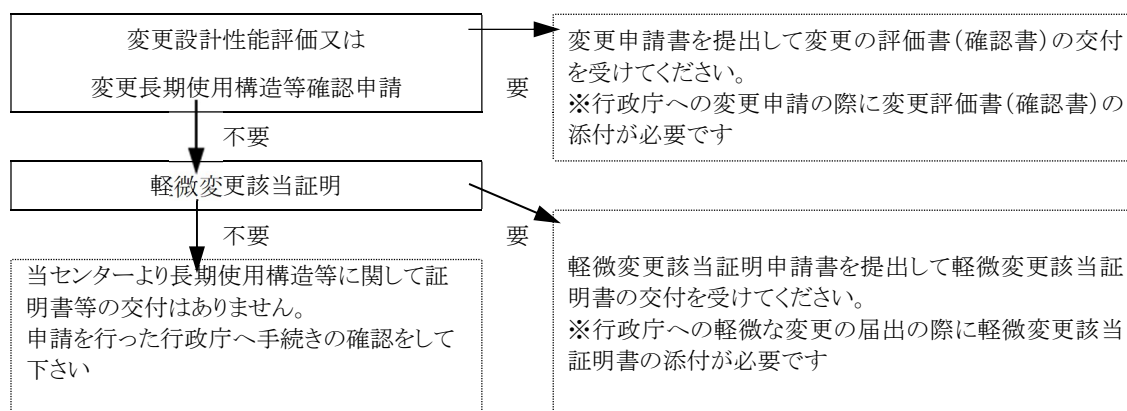 変更設計性能評価又は
変更長期使用構造等確認申請
要
変更申請書を提出して変更の評価書(確認書)の交付
を受けてください。
※行政庁への変更申請の際に変更評価書(確認書)の
添付が必要です
不要
軽微変更該当証明
不要
要
当センターより長期使用構造等に関して証
明書等の交付はありません。
申請を行った行政庁へ手続きの確認をして
下さい
軽微変更該当証明申請書を提出して軽微変更該当証
明書の交付を受けてください。
※行政庁への軽微な変更の届出の際に軽微変更該当
証明書の添付が必要です